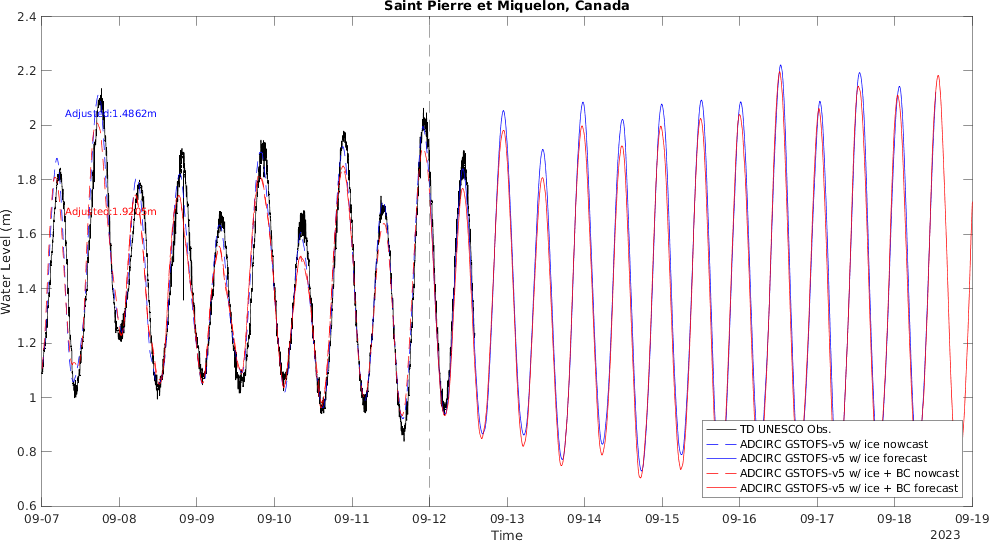 Saint Pierre et Miquelon, Canada
2.4
2.2
2
1.8
1.6
1.4
1.2
1
0.8
0.6
Water Level (m)
Adjusted:1.4862m
Adjusted:1.9205m
TD UNESCO Obs.
ADCIRC GSTOFS-v5 w/ ice nowcast
ADCIRC GSTOFS-v5 w/ ice forecast
ADCIRC GSTOFS-v5 w/ ice + BC nowcast
ADCIRC GSTOFS-v5 w/ ice + BC forecast
09-07 09-08 09-09 09-10 09-11 09-12 09-13 09-14 09-15 09-16 09-17 09-18 09-19
Time
2023